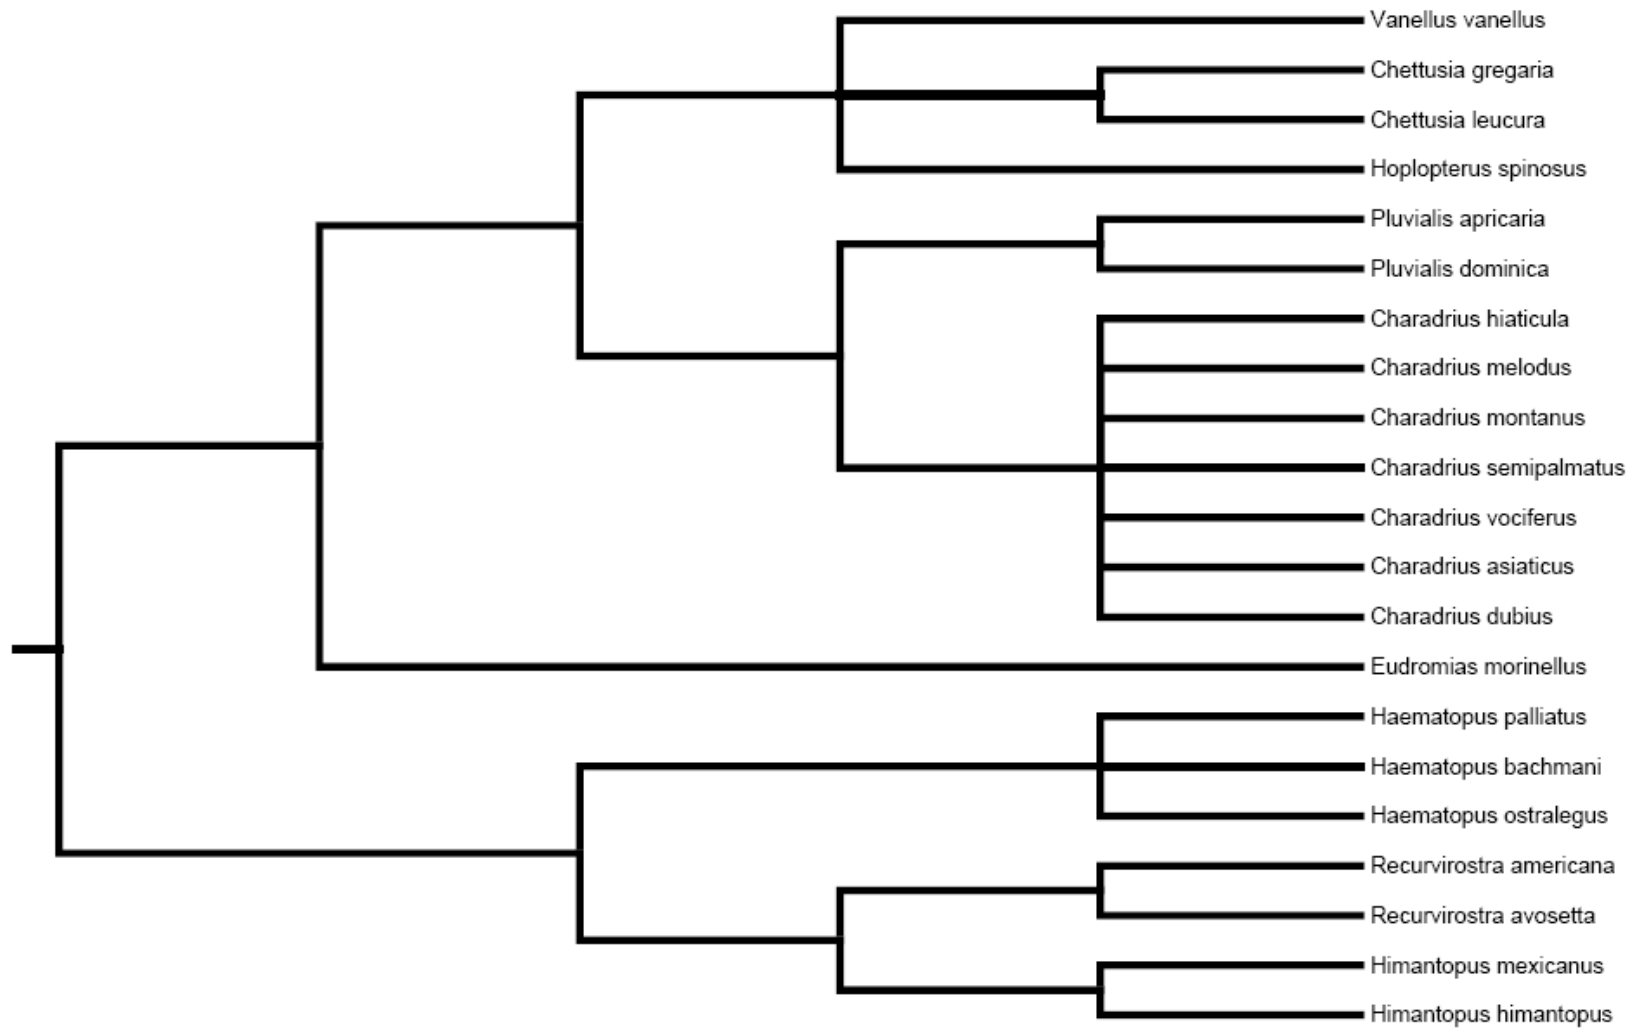 Vanellus vanellus
Chettusia gregaria
Chettusia leucura
Hoplopterus spinosus
Pluvialis apricaria
Pluvialis dominica
Charadrius hiaticula
Charadrius melodus
Charadrius montanus
Charadrius semipalmatus
Charadrius vociferus
Charadrius asiaticus
Charadrius dubius
Eudromias morinellus
Haematopus palliatus
Haematopus bachmani
Haematopus ostralegus
Recurvirostra americana
Recurvirostra avosetta
Himantopus mexicanus
Himantopus himantopus